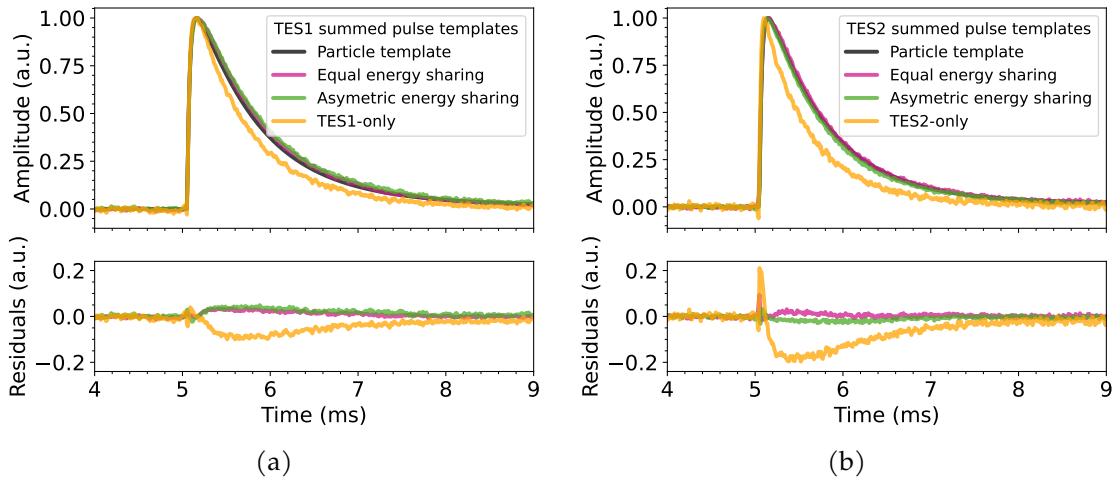 TES1 summed pulse templates
Particle template
Equal energy sharing
Asymetric energy sharing
TES1-only
Amplitude (a.u.)
1.00
0.75
0.50
0.25
0.00
Residuals (a.u.)
0.2
0.0
−0.2
4 5 6 7 8 9
Time (ms)
(a)
TES2 summed pulse templates
Particle template
Equal energy sharing
Asymetric energy sharing
TES2-only
Amplitude (a.u.)
1.00
0.75
0.50
0.25
0.00
Residuals (a.u.)
0.2
0.0
−0.2
4 5 6 7 8 9
Time (ms)
(b)